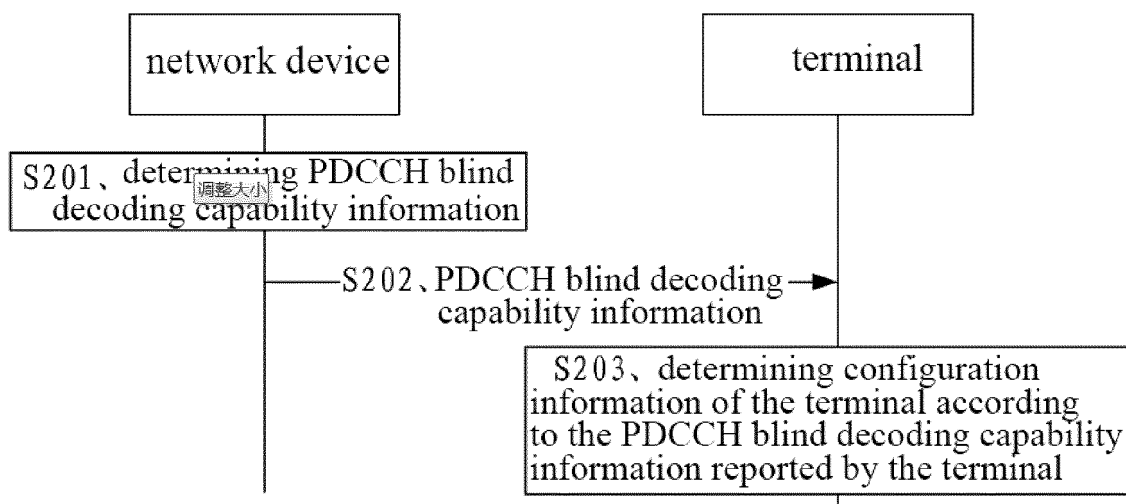 network device
terminal
S201、determining PDCCH blind
decoding capability information
调整大小
S202、PDCCH blind decoding
capability information
S203、determining configuration
information of the terminal according
to the PDCCH blind decoding capability
information reported by the terminal